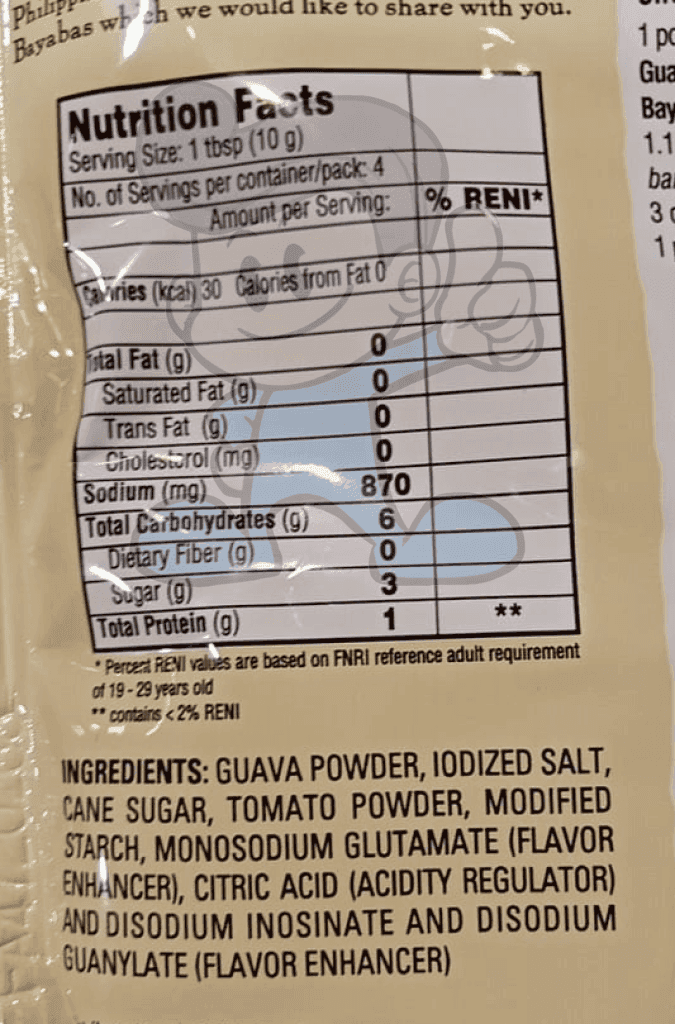 Bayabas which we would like to share with you.
Nutrition Facts
Serving Size: 1 tbsp (10 g)
No. of Servings per container/pack: 4
Amount per Serving: % RENI*
Calories (kcal) 30 Calories from Fat 0
Total Fat (g) 0
Saturated Fat (g) 0
Trans Fat (g) 0
Cholesterol (mg) 0
Sodium (mg) 870
Total Carbohydrates (g) 6
Dietary Fiber (g) 0
Sugar (g) 3
Total Protein (g) 1 **
* Percent RENI values are based on FNRI reference adult requirement
of 19 - 29 years old
** contains < 2% RENI
INGREDIENTS: GUAVA POWDER, IODIZED SALT,
CANE SUGAR, TOMATO POWDER, MODIFIED
STARCH, MONOSODIUM GLUTAMATE (FLAVOR
ENHANCER), CITRIC ACID (ACIDITY REGULATOR)
AND DISODIUM INOSINATE AND DISODIUM
GUANYLATE (FLAVOR ENHANCER)
1
1.1
3
1